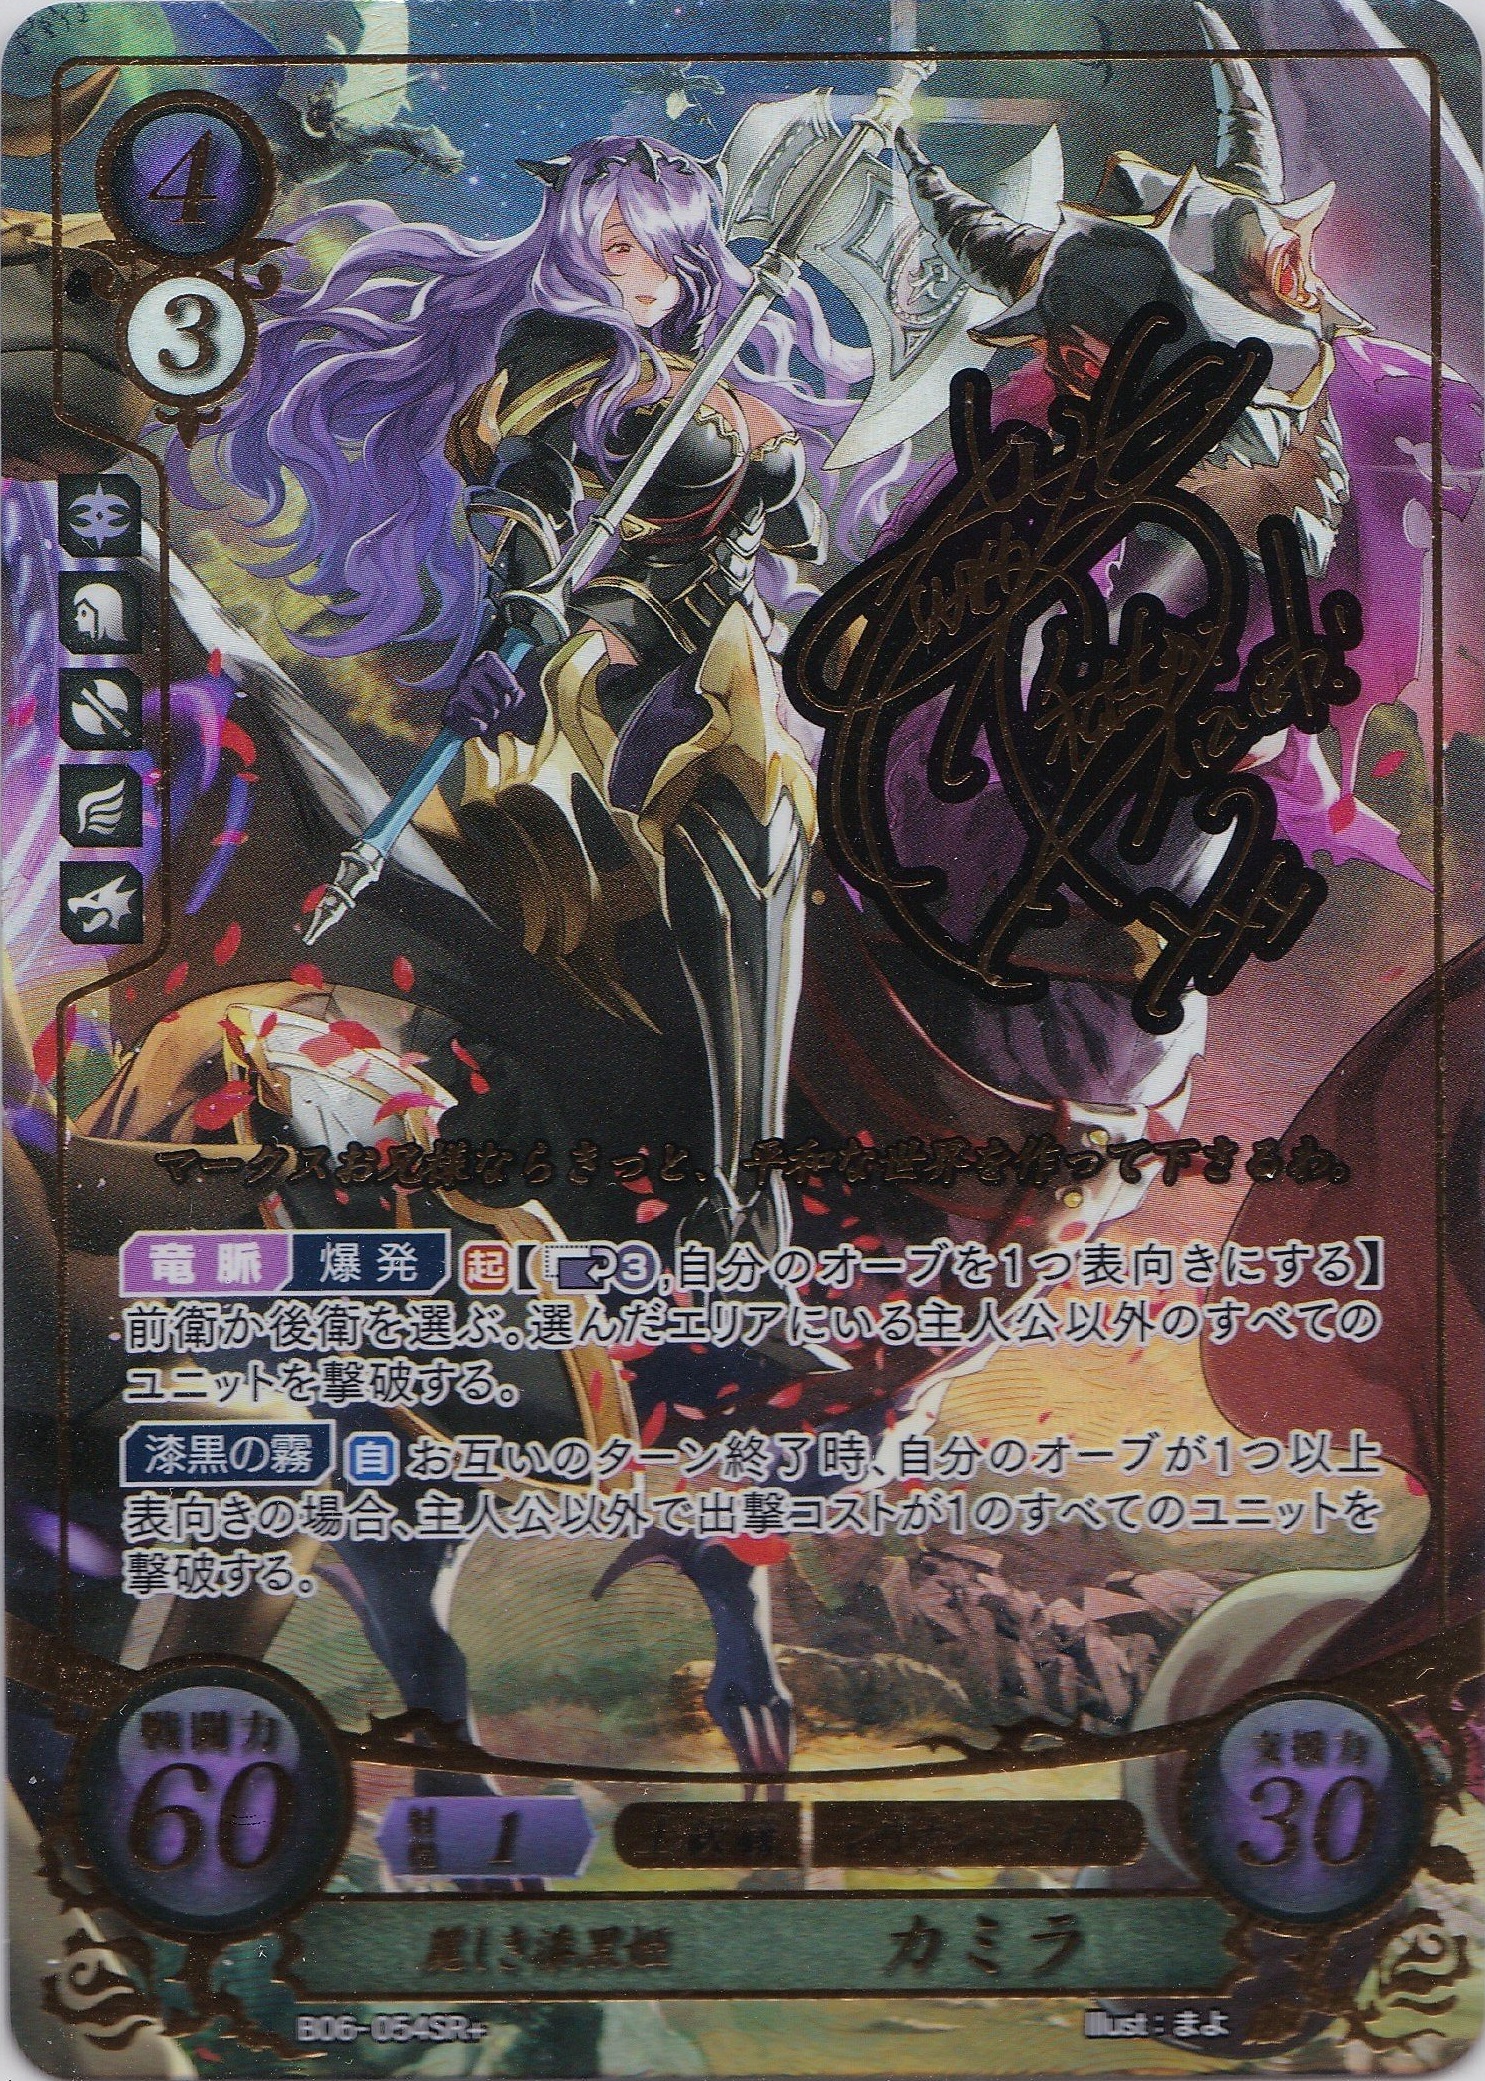 4
3
マークスお兄様ならきっと、平和な世界を作って下さるわ。
竜脈 爆発 起【 3,自分のオーブを1つ表向きにする】
前衛か後衛を選ぶ。選んだエリアにいる主人公以外のすべての
ユニットを撃破する。
漆黒の霧 自 お互いのターン終了時、自分のオーブが1つ以上
表向きの場合、主人公以外で出撃コストが1のすべてのユニットを
撃破する。
戦闘力
60
射程 1
支援力
30
麗しき漆黒姫 カミラ
B06-054SR+ Illust:まよ